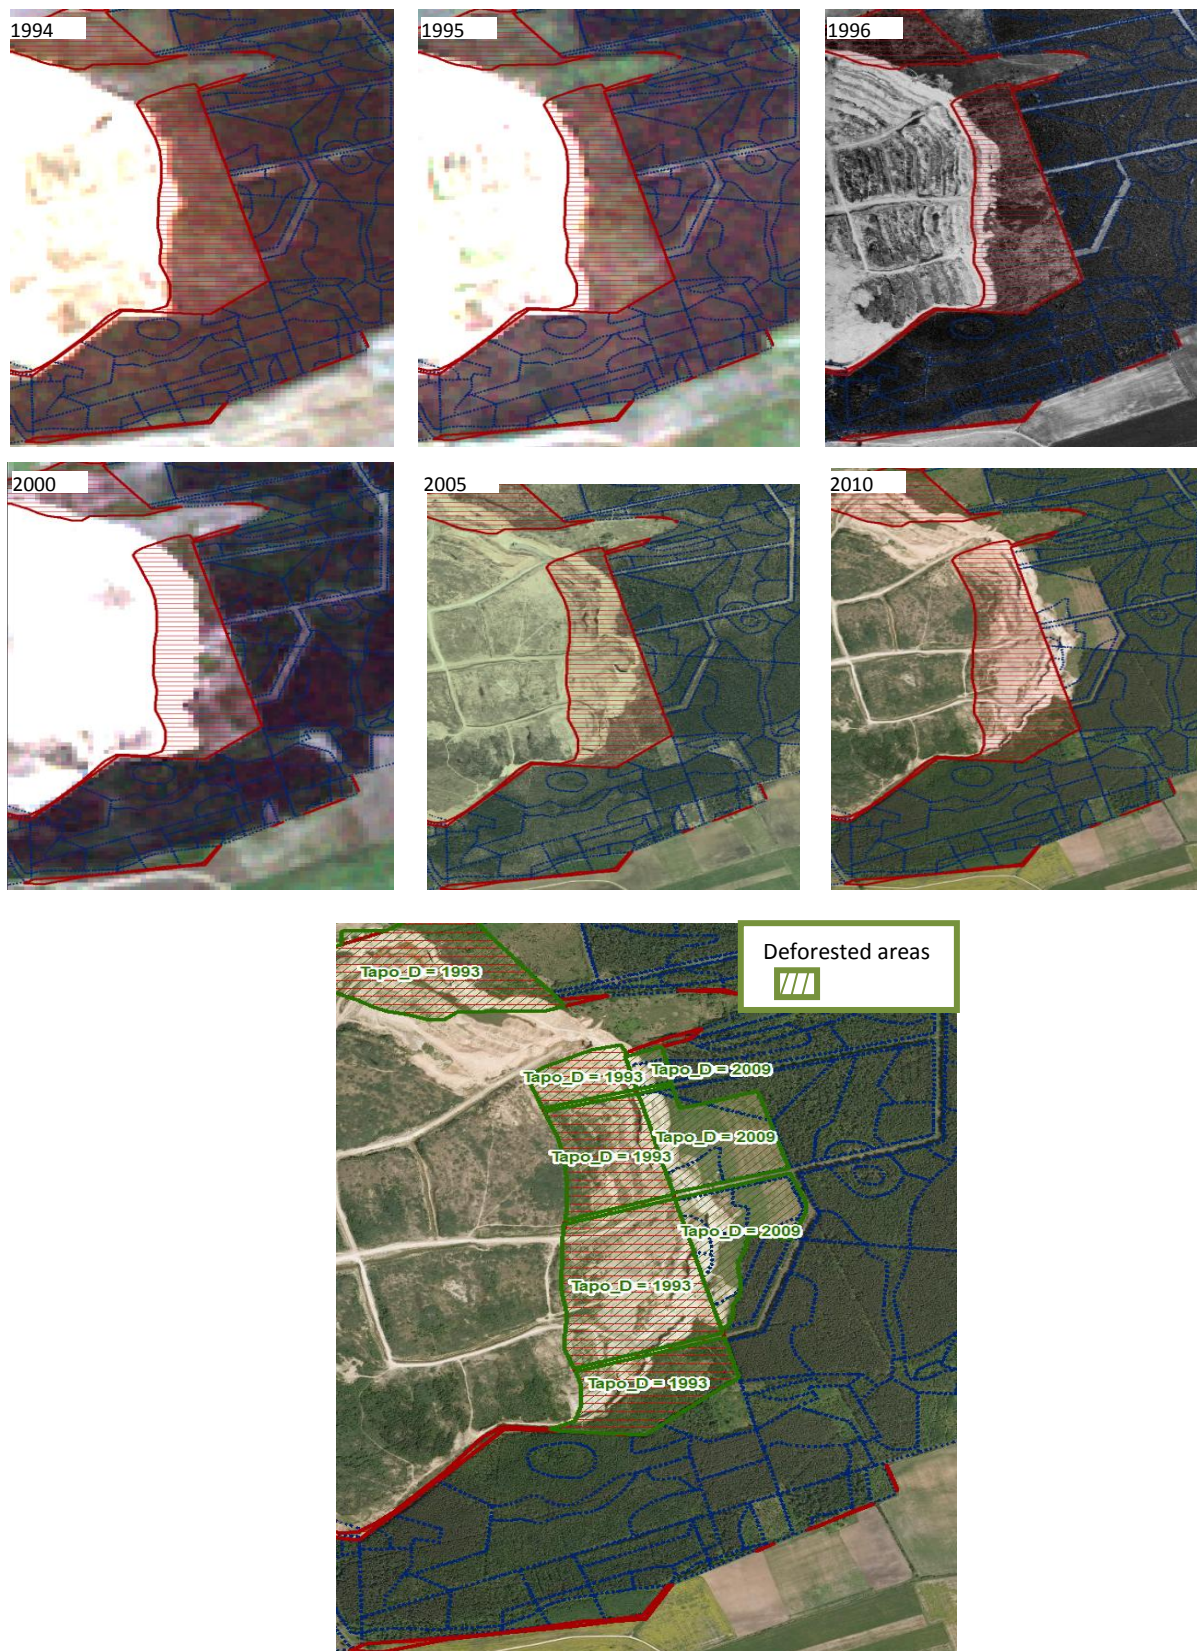 1994
1995
1996
2000
2005
2010
Deforested areas
Tapo_D = 1993
Tapo_D = 2009
Tapo_D = 1993
Tapo_D = 2009
Tapo_D = 1993
Tapo_D = 2009
Tapo_D = 1993
Tapo_D = 1993